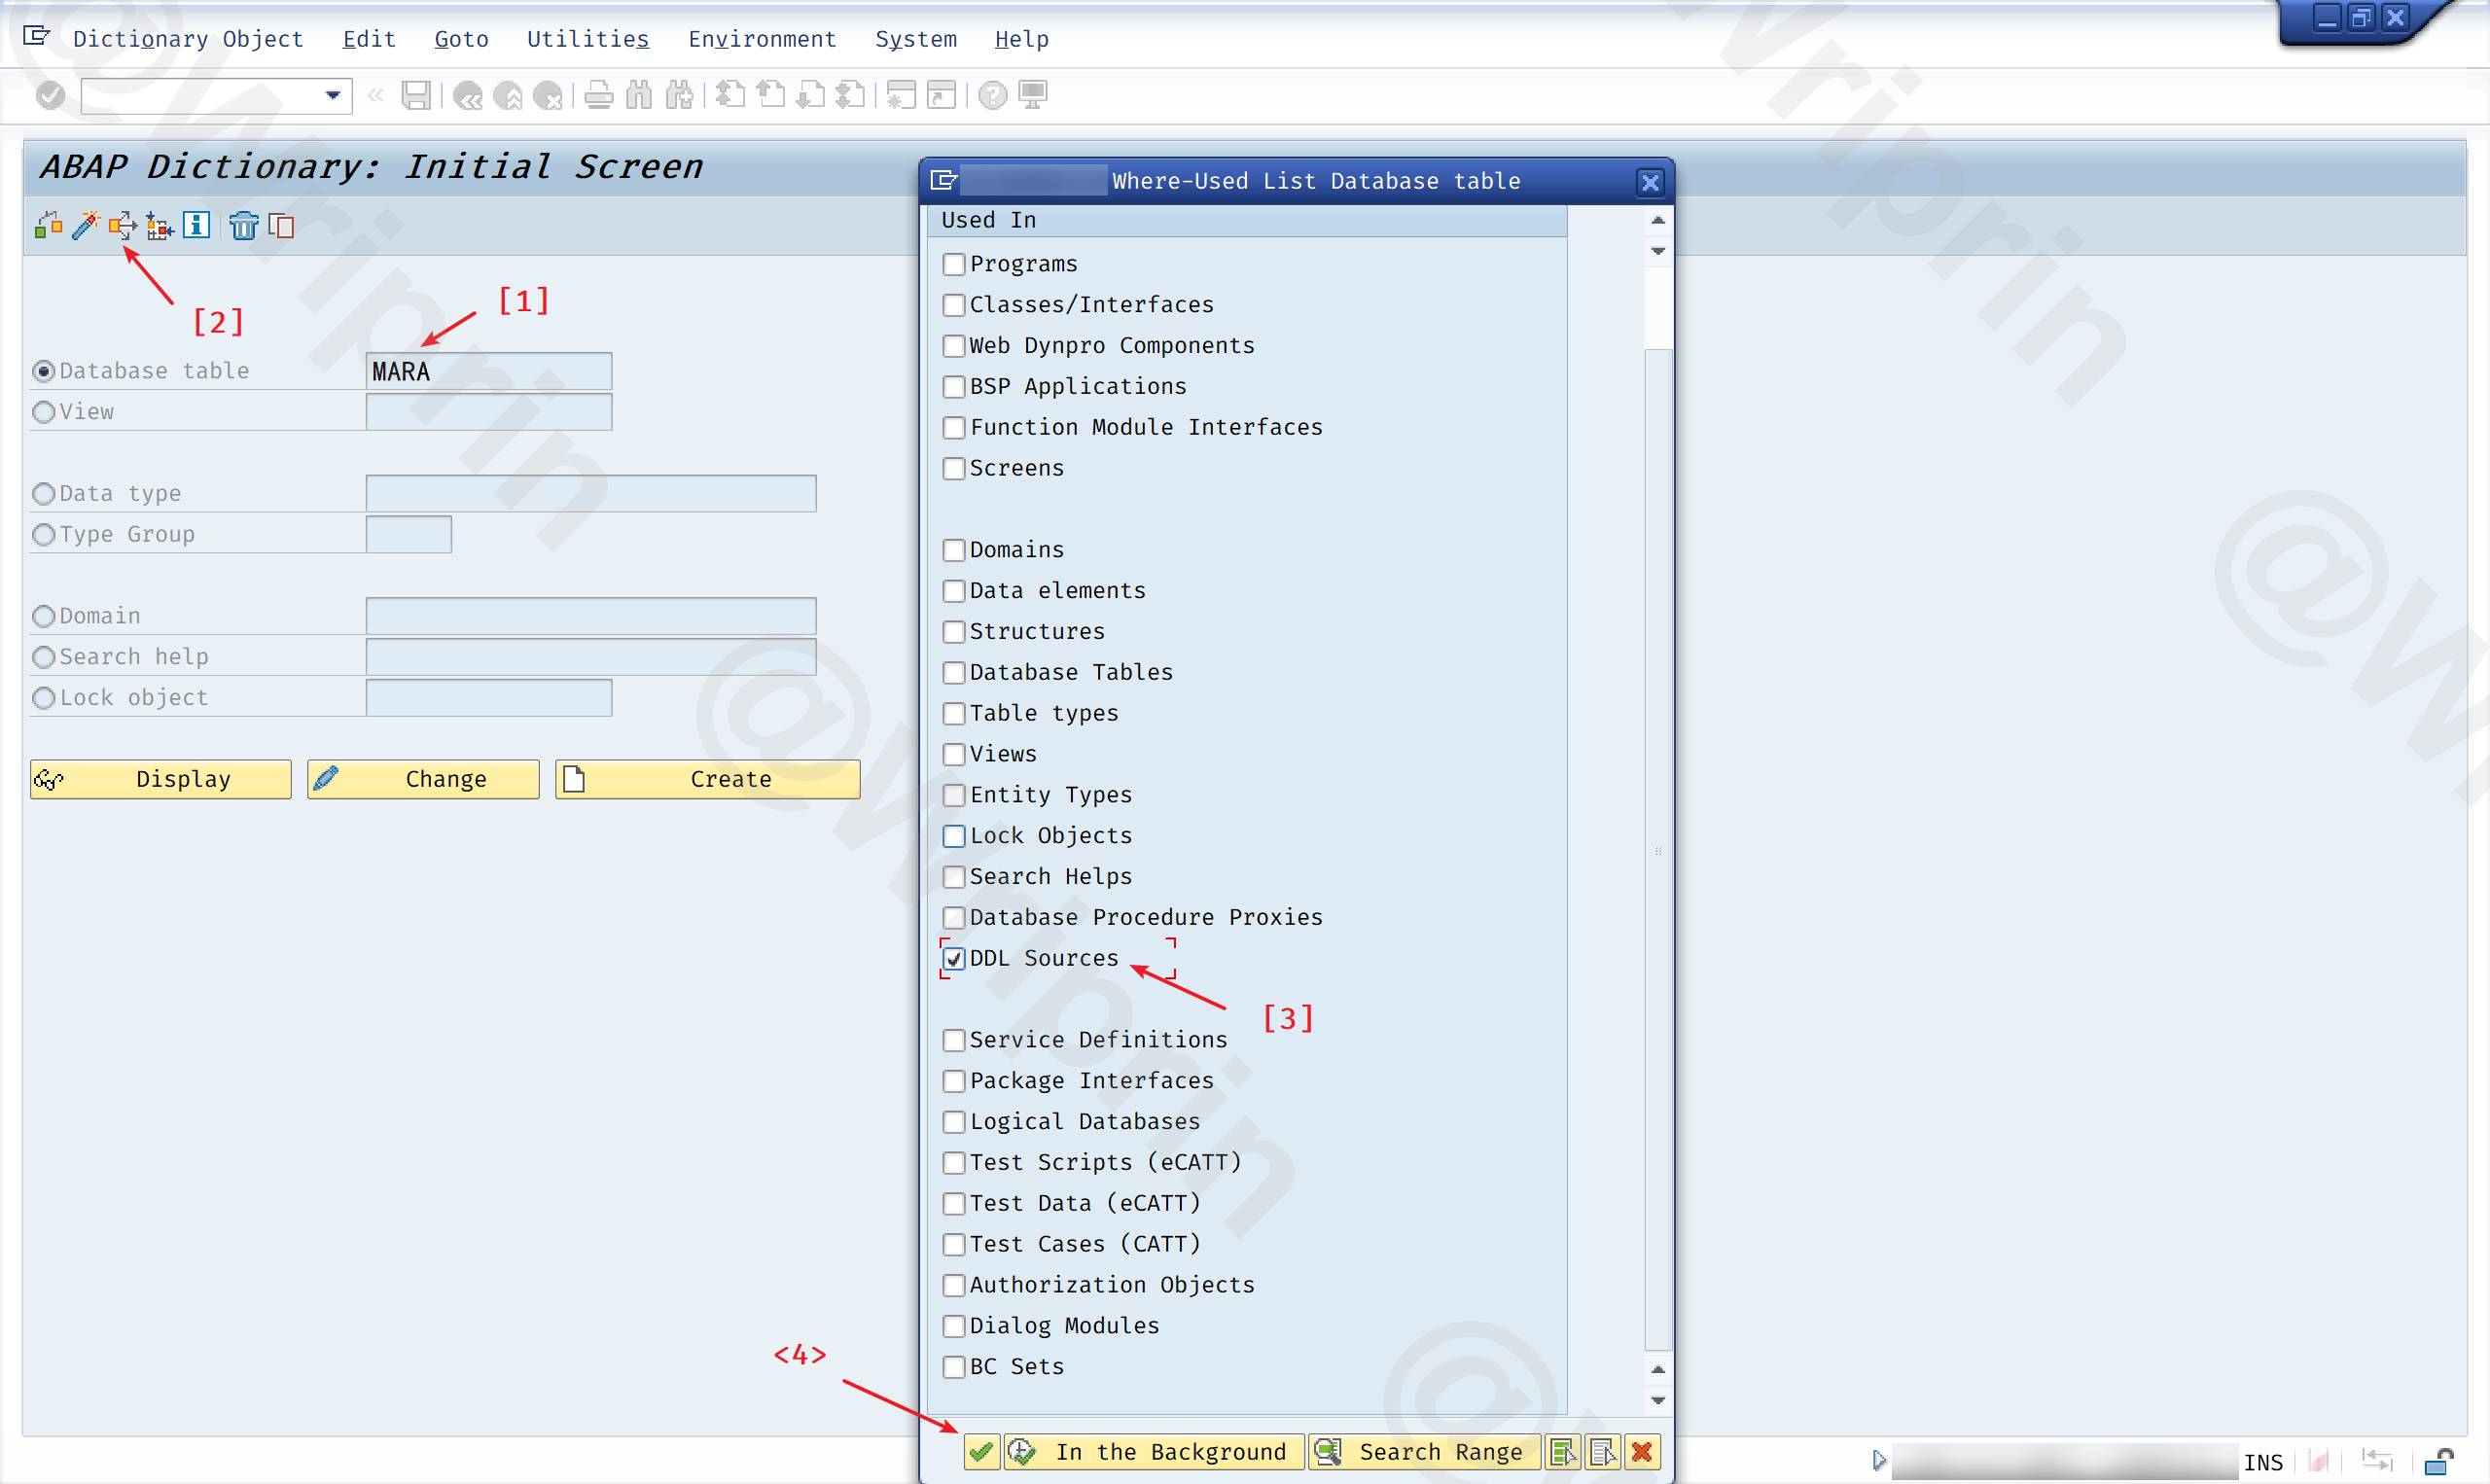 Dictionary Object Edit Goto Utilities Environment System Help
ABAP Dictionary: Initial Screen
[2]
[1]
Database table MARA
View
Data type
Type Group
Domain
Search help
Lock object
Display Change Create
Where-Used List Database table
Used In
Programs
Classes/Interfaces
Web Dynpro Components
BSP Applications
Function Module Interfaces
Screens
Domains
Data elements
Structures
Database Tables
Table types
Views
Entity Types
Lock Objects
Search Helps
Database Procedure Proxies
DDL Sources
[3]
Service Definitions
Package Interfaces
Logical Databases
Test Scripts (eCATT)
Test Data (eCATT)
Test Cases (CATT)
Authorization Objects
Dialog Modules
BC Sets
<4>
In the Background Search Range
INS
@Wriprin
@Wriprin
@Wriprin
@W
@W